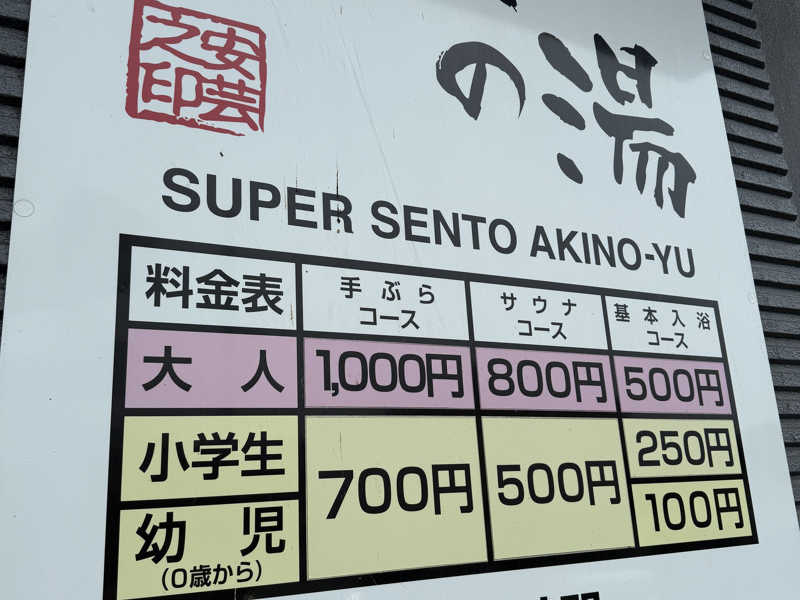 安芸
之印
の湯
SUPER SENTO AKINO-YU
料金表 手ぶらコース サウナコース 基本入浴コース
大人 1,000円 800円 500円
小学生 700円 500円 250円
幼児 100円
(0歳から)